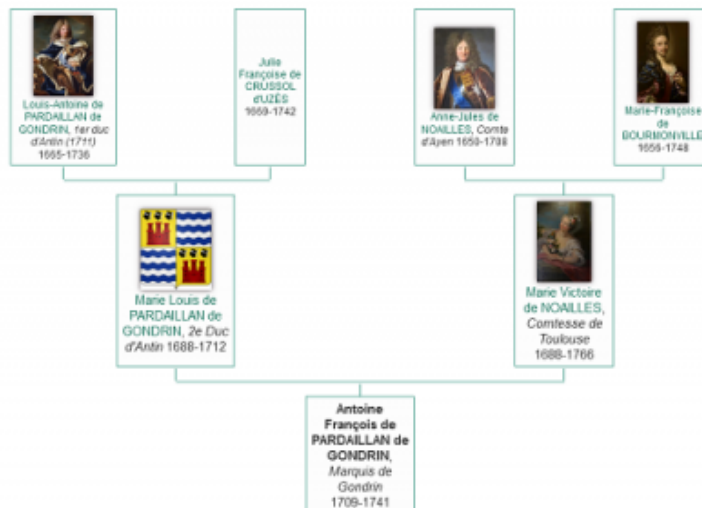 Louis-Antoine de
PARDAILLAN de
GONDRIN, 1er duc
d'Antin (1711)
1665-1736
Julie
Françoise de
CRUSSOL
d'UZÈS
1669-1742
Anne-Jules de
NOAILLES, Comte
d'Ayen 1650-1708
Marie-Françoise
de
BOURMONVILLE
1656-1748
Marie Louis de
PARDAILLAN de
GONDRIN, 2e Duc
d'Antin 1688-1712
Marie Victoire
de NOAILLES,
Comtesse de
Toulouse
1688-1766
Antoine
François de
PARDAILLAN de
GONDRIN,
Marquis de
Gondrin
1709-1741